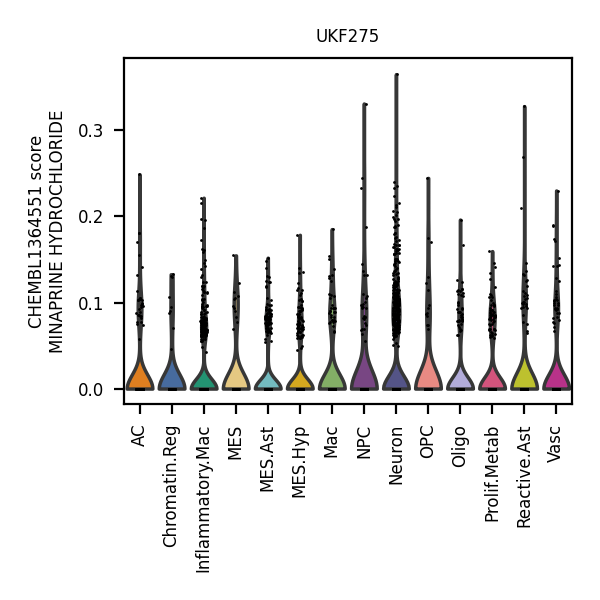 UKF275
CHEMBL1364551 score
MINAPRINE HYDROCHLORIDE
0.3
0.2
0.1
0.0
AC
Chromatin.Reg
Inflammatory.Mac
MES
MES.Ast
MES.Hyp
Mac
NPC
Neuron
OPC
Oligo
Prolif.Metab
Reactive.Ast
Vasc